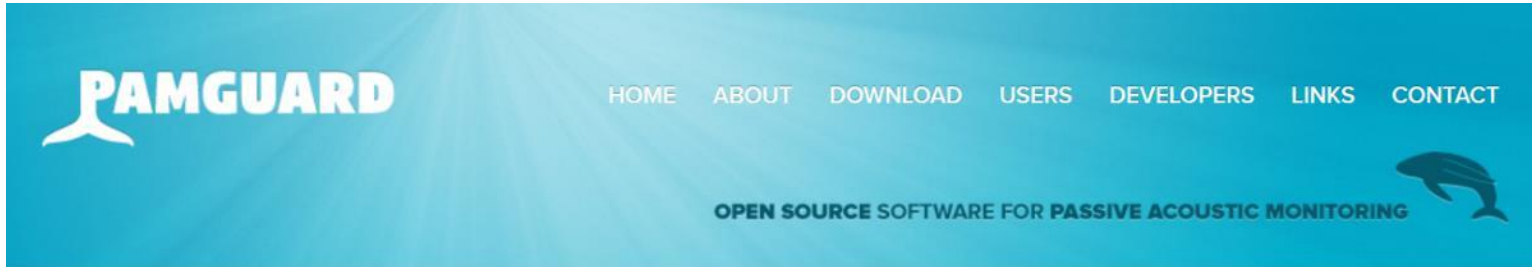 PAMGUARD
HOME ABOUT DOWNLOAD USERS DEVELOPERS LINKS CONTACT
OPEN SOURCE SOFTWARE FOR PASSIVE ACOUSTIC MONITORING